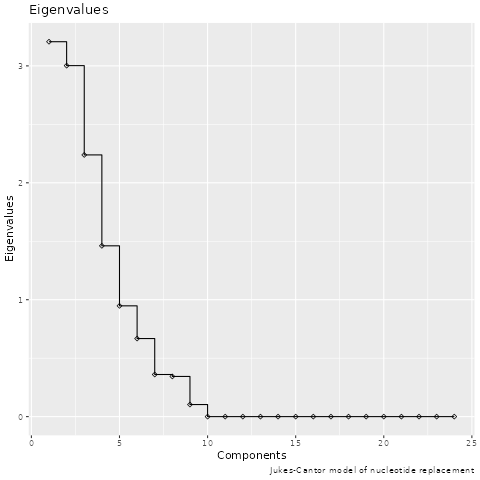 Eigenvalues
Eigenvalues
3
2
1
0
0 5 10 15 20 25
Components
Jukes-Cantor model of nucleotide replacement